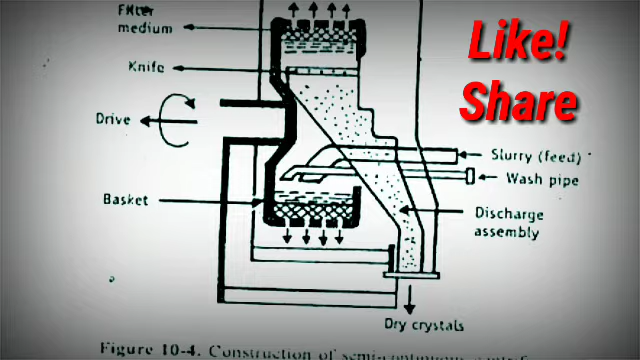 Filter
medium
Knife
Drive
Basket
Like!
Share
Slurry (feed)
Wash pipe
Discharge
assembly
Dry crystals
Figure 10-4. Construction of